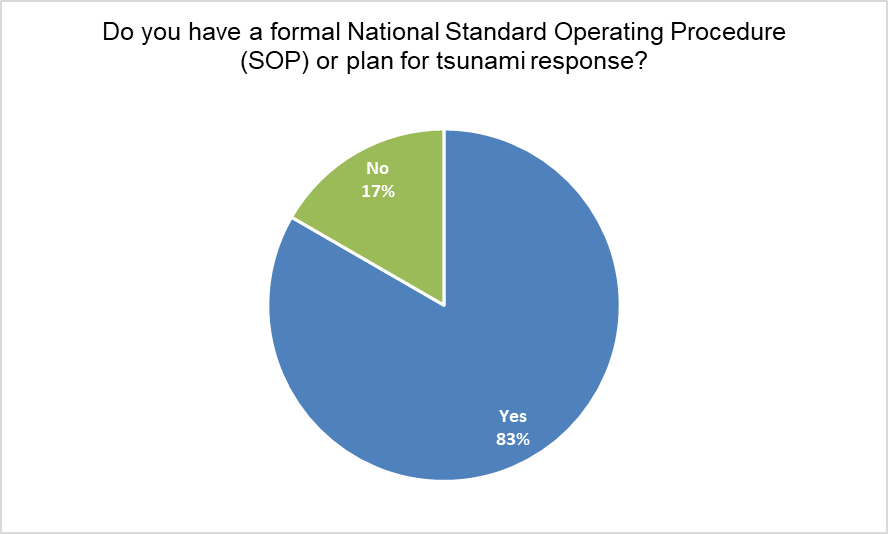 Do you have a formal National Standard Operating Procedure
(SOP) or plan for tsunami response?
No
17%
Yes
83%